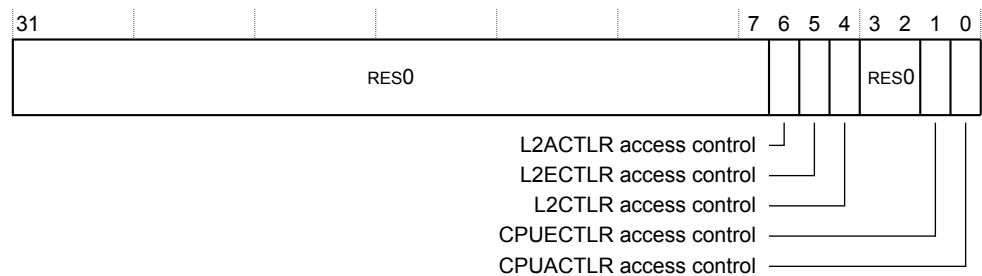 31 7 6 5 4 3 2 1 0
RES0 RES0
L2ACTLR access control
L2ECTLR access control
L2CTLR access control
CPUECTLR access control
CPUACTLR access control